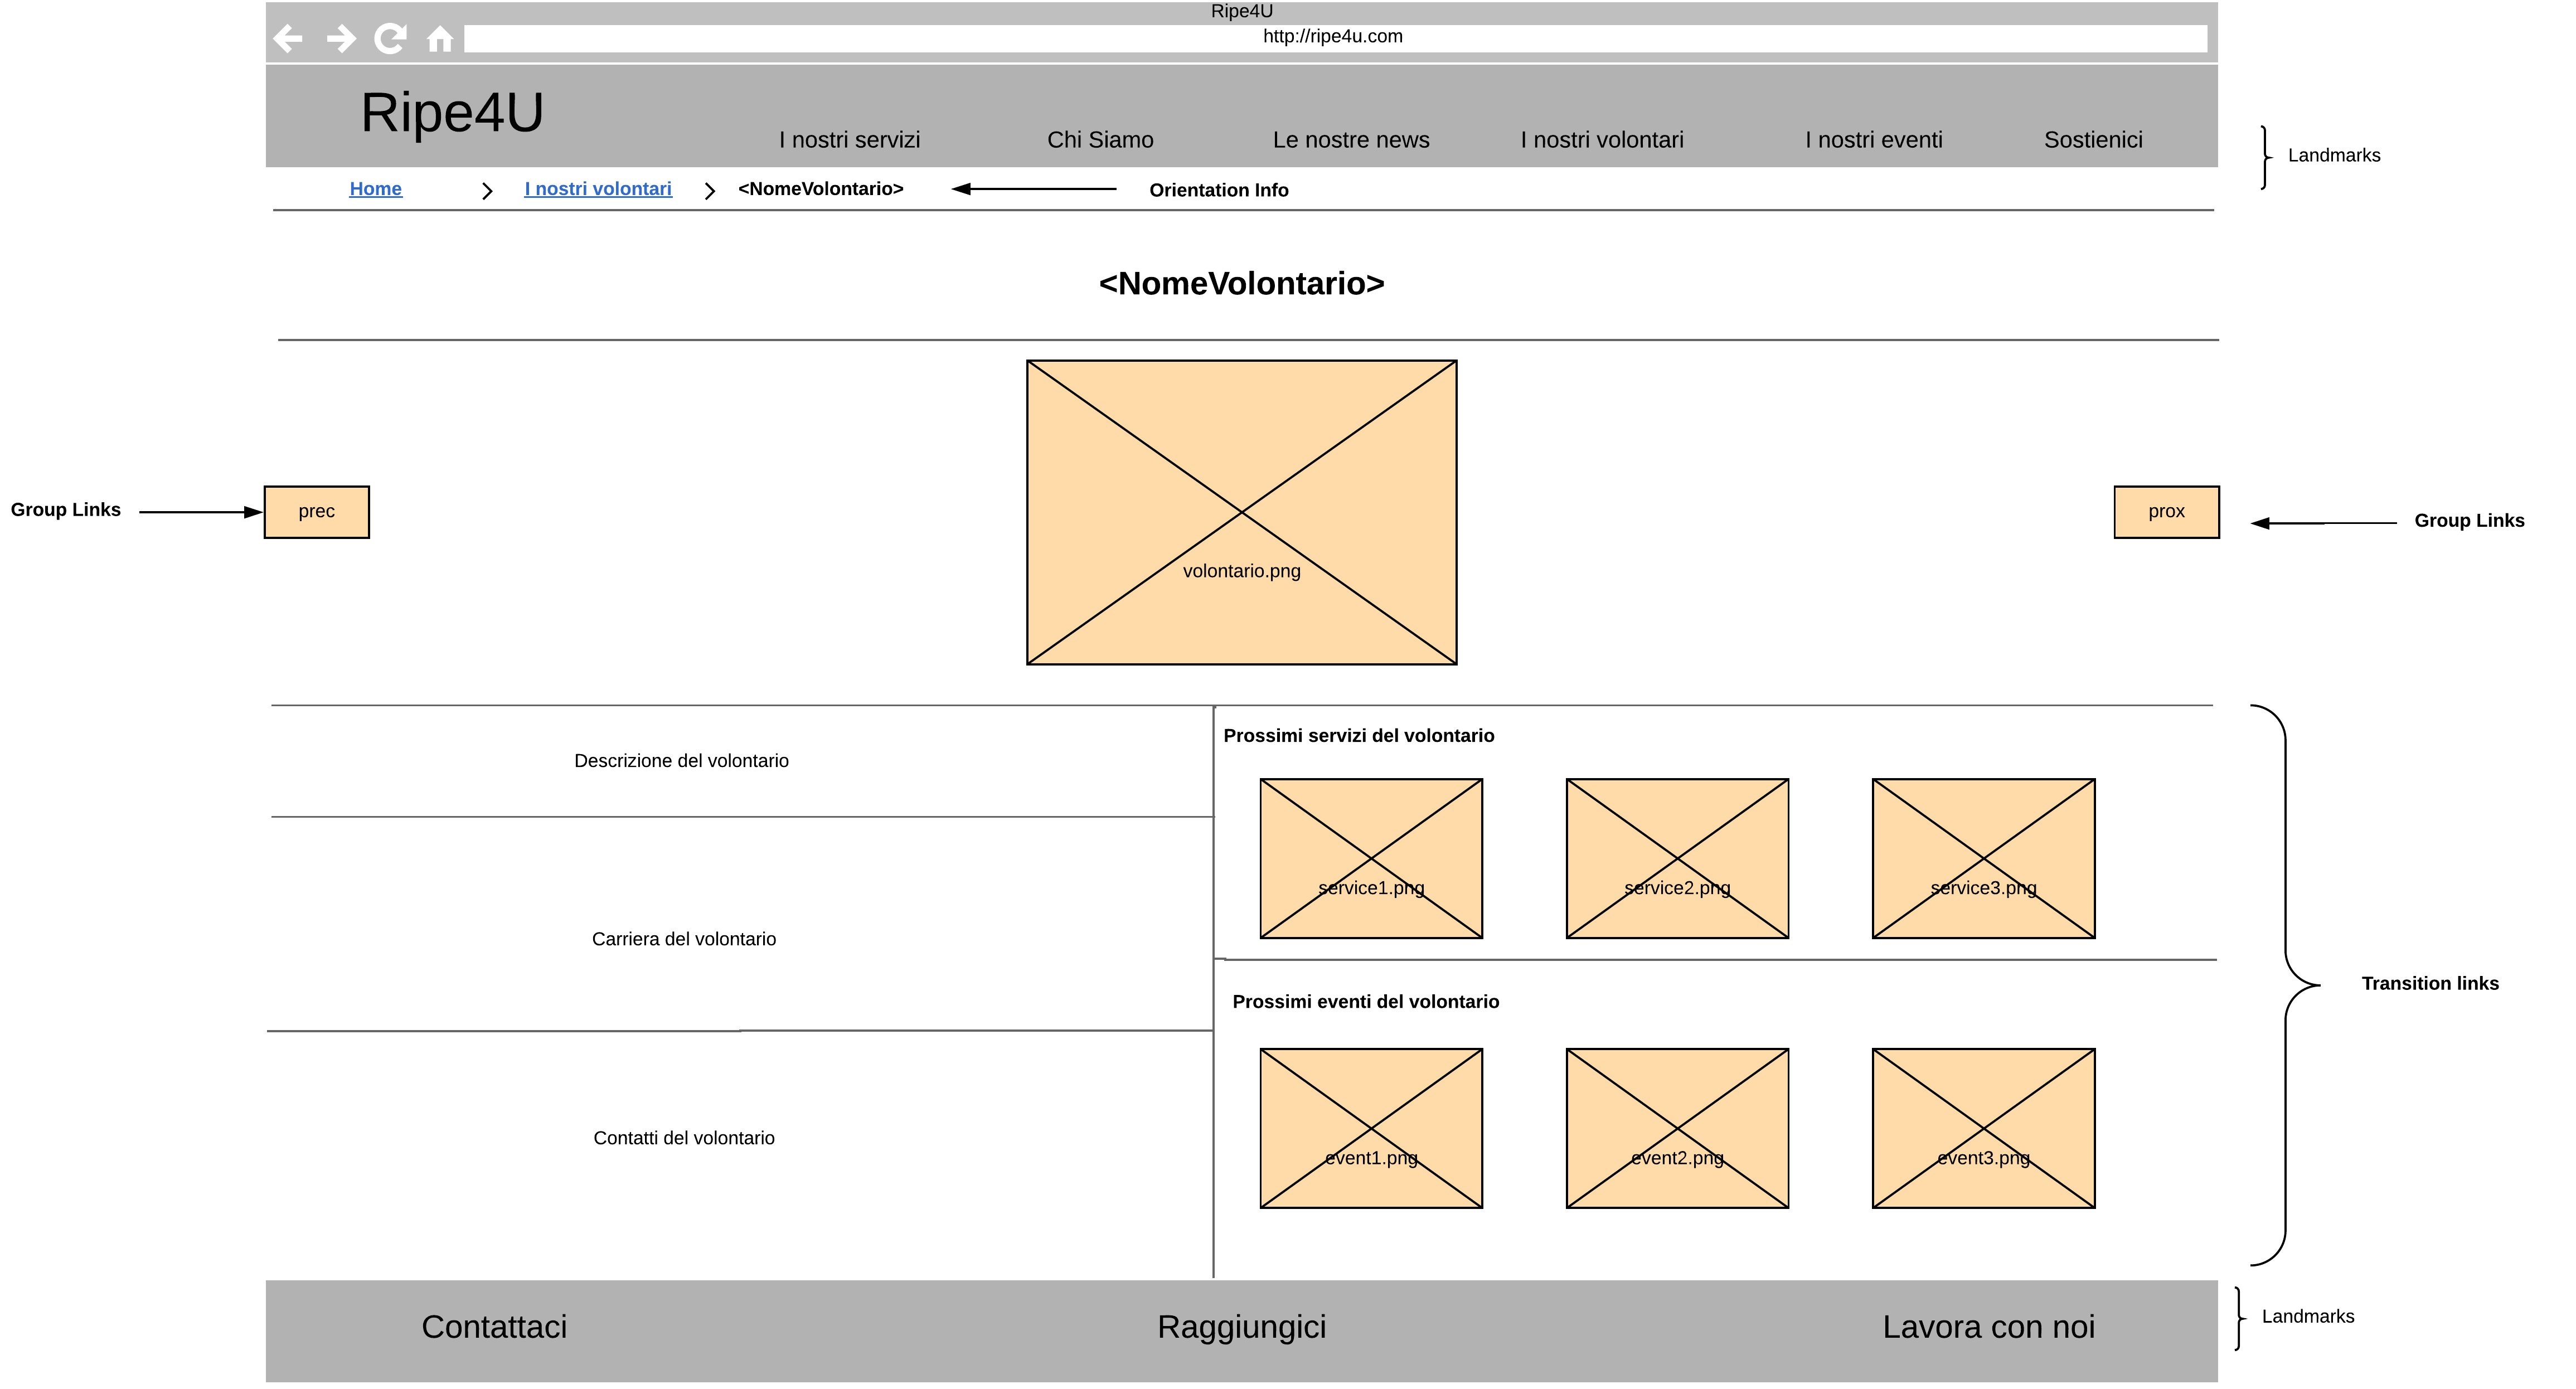 Ripe4U
http://ripe4u.com
Ripe4U
I nostri servizi Chi Siamo Le nostre news I nostri volontari I nostri eventi Sostienici
Landmarks
Home > I nostri volontari > <NomeVolontario> Orientation Info
<NomeVolontario>
Group Links prec prox Group Links
volontario.png
Descrizione del volontario
Carriera del volontario
Contatti del volontario
Prossimi servizi del volontario
service1.png service2.png service3.png
Prossimi eventi del volontario
event1.png event2.png event3.png
Transition links
Contattaci Raggiungici Lavora con noi
Landmarks